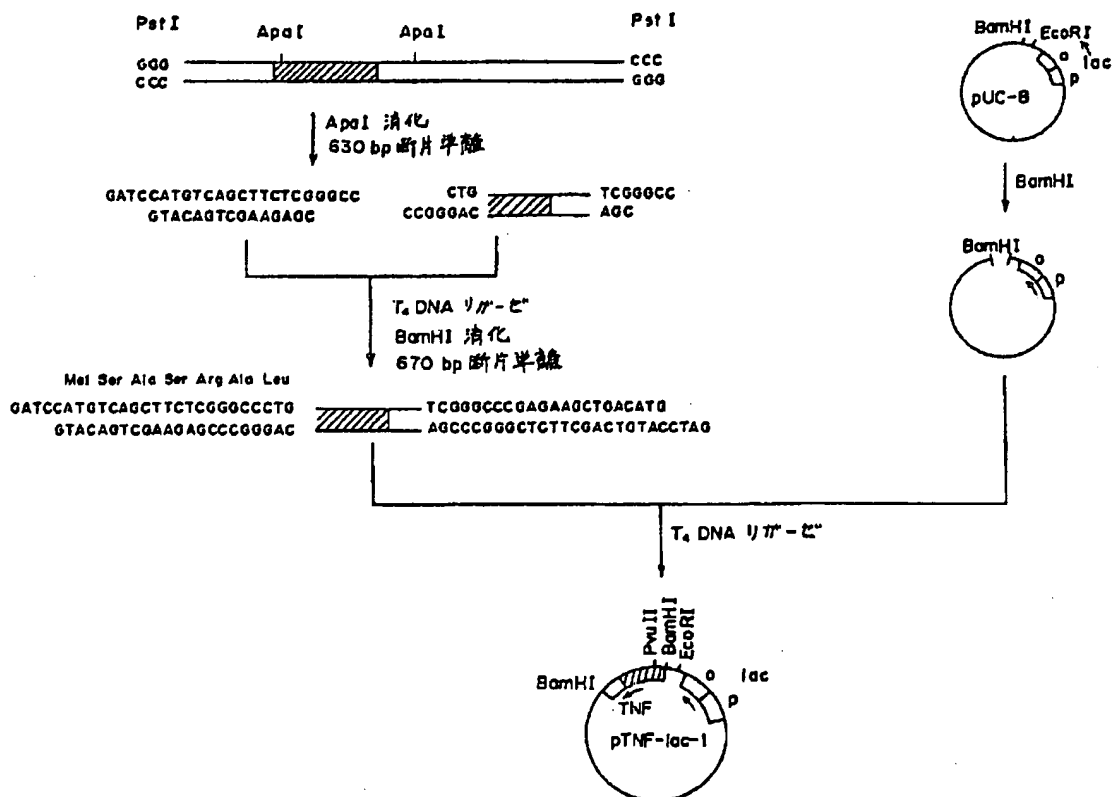 Pst I
Pst I
ApaI
ApaI
GGG
CCC
CCC
GGG
ApaI 消化
630 bp 断片単離
GATCCATGTCAGCTTCTCGGGCC
GTACAGTCGAAGAGC
CTG
CCGGGAC
TCGGGCC
AGC
T₄ DNA リガーゼ
BamHI 消化
670 bp 断片単離
Met Ser Ala Ser Arg Ala Leu
GATCCATGTCAGCTTCTCGGGCCCTG
GTACAGTCGAAGAGCCCGGGAC
TCGGGCCCGAGAAGCTGACATG
AGCCCGGGCTCTTCGACTGTACCTAG
BamHI
EcoRI
o
lac
p
pUC-8
BamHI
BamHI
o
p
T₄ DNA リガーゼ
PvuII
BamHI
EcoRI
BamHI
o
lac
p
TNF
pTNF-lac-1